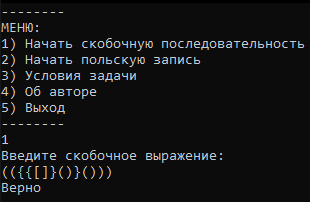 --------
МЕНЮ:
1) Начать скобочную последовательность
2) Начать польскую запись
3) Условия задачи
4) Об авторе
5) Выход
--------
1
Введите скобочное выражение:
(({{[]}()}()))
Верно